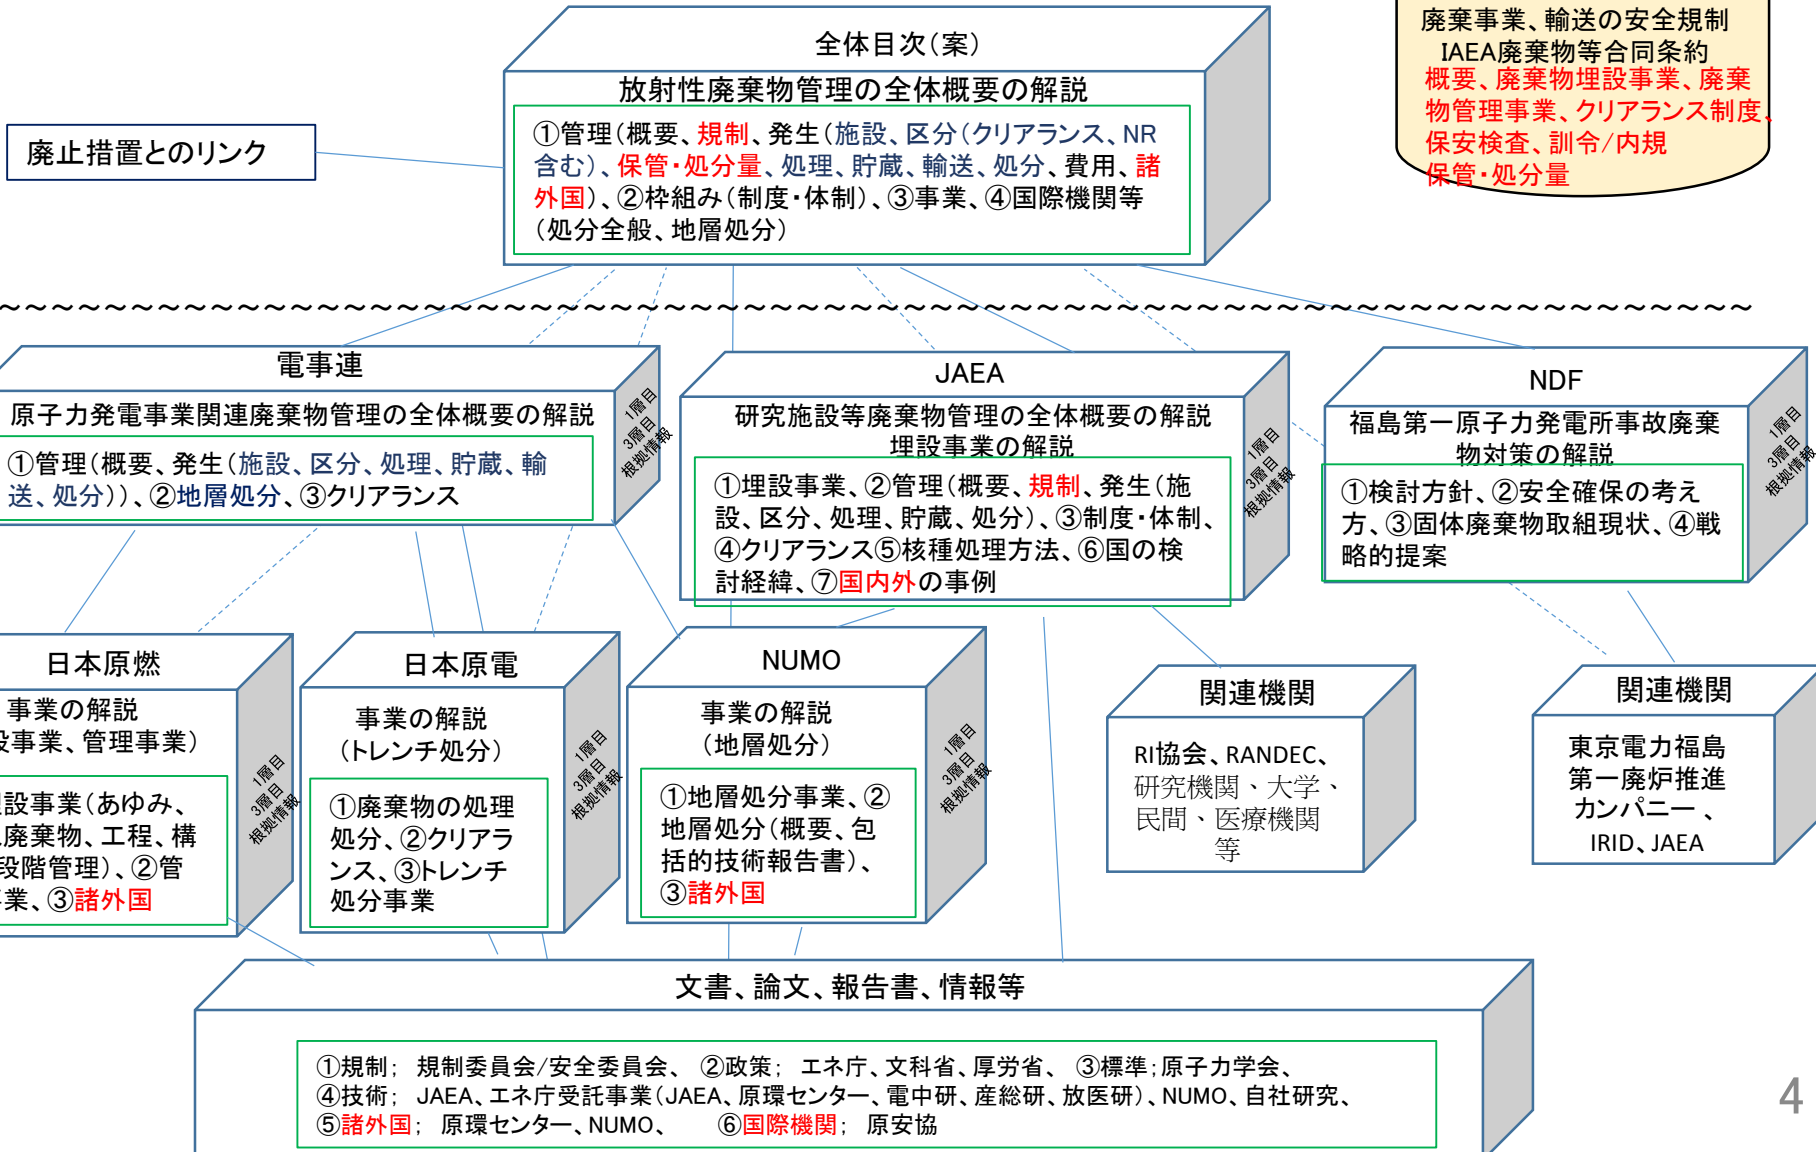 廃棄事業、輸送の安全規制
IAEA廃棄物等合同条約
概要、廃棄物埋設事業、廃棄
物管理事業、クリアランス制度、
保安検査、訓令/内規
保管・処分量
全体目次(案)
放射性廃棄物管理の全体概要の解説
①管理(概要、規制、発生(施設、区分(クリアランス、NR
含む)、保管・処分量、処理、貯蔵、輸送、処分、費用、諸
外国)、②枠組み(制度・体制)、③事業、④国際機関等
(処分全般、地層処分)
廃止措置とのリンク
電事連
原子力発電事業関連廃棄物管理の全体概要の解説
①管理(概要、発生(施設、区分、処理、貯蔵、輸
送、処分))、②地層処分、③クリアランス
1層目
3層目
根拠情報
JAEA
研究施設等廃棄物管理の全体概要の解説
埋設事業の解説
①埋設事業、②管理(概要、規制、発生(施
設、区分、処理、貯蔵、処分)、③制度・体制、
④クリアランス⑤核種処理方法、⑥国の検
討経緯、⑦国内外の事例
1層目
3層目
根拠情報
NDF
福島第一原子力発電所事故廃棄
物対策の解説
①検討方針、②安全確保の考え
方、③固体廃棄物取組現状、④戦
略的提案
1層目
3層目
根拠情報
日本原燃
事業の解説
設事業、管理事業)
設事業(あゆみ、
廃棄物、工程、構
段階管理)、②管
業、③諸外国
1層目
3層目
根拠情報
日本原電
事業の解説
(トレンチ処分)
①廃棄物の処理
処分、②クリアラ
ンス、③トレンチ
処分事業
1層目
3層目
根拠情報
NUMO
事業の解説
(地層処分)
①地層処分事業、②
地層処分(概要、包
括的技術報告書)、
③諸外国
1層目
3層目
根拠情報
関連機関
RI協会、RANDEC、
研究機関、大学、
民間、医療機関
等
関連機関
東京電力福島
第一廃炉推進
カンパニー、
IRID、JAEA
文書、論文、報告書、情報等
①規制; 規制委員会/安全委員会、 ②政策; エネ庁、文科省、厚労省、 ③標準;原子力学会、
④技術; JAEA、エネ庁受託事業(JAEA、原環センター、電中研、産総研、放医研)、NUMO、自社研究、
⑤諸外国; 原環センター、NUMO、 ⑥国際機関; 原安協
4